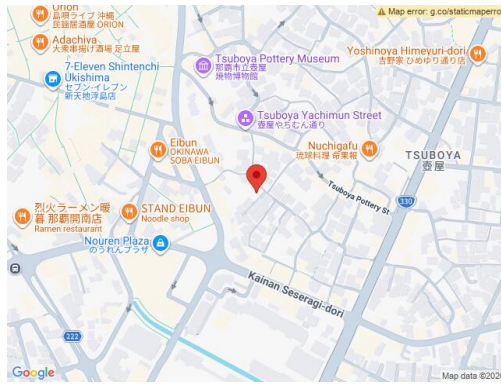 Orion
島唄ライブ 沖縄
民謡居酒屋 ORION
Map error: g.co/staticmaperro
Adachiya
大衆串揚げ酒場 足立屋
7-Eleven Shintenchi
Ukishima
セブン-イレブン
新天地浮島店
Tsuboya Pottery Museum
那覇市立壺屋
焼物博物館
Yoshinoya Himeyuri-dori
吉野家 ひめゆり通り店
Tsuboya Yachimun Street
壺屋やちむん通り
Eibun
OKINAWA
SOBA EIBUN
Nuchigafu
琉球料理 命果報
TSUBOYA
壺屋
Tsuboya Pottery St
330
烈火ラーメン暖
暮 那覇開南店
Ramen restaurant
STAND EIBUN
Noodle shop
Nouren Plaza
のうれんプラザ
Kainan Seseragi-dori
222
Google
Map data ©202